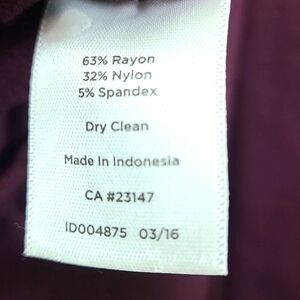 63% Rayon
32% Nylon
5% Spandex
Dry Clean
Made In Indonesia
CA #23147
ID004875 03/16